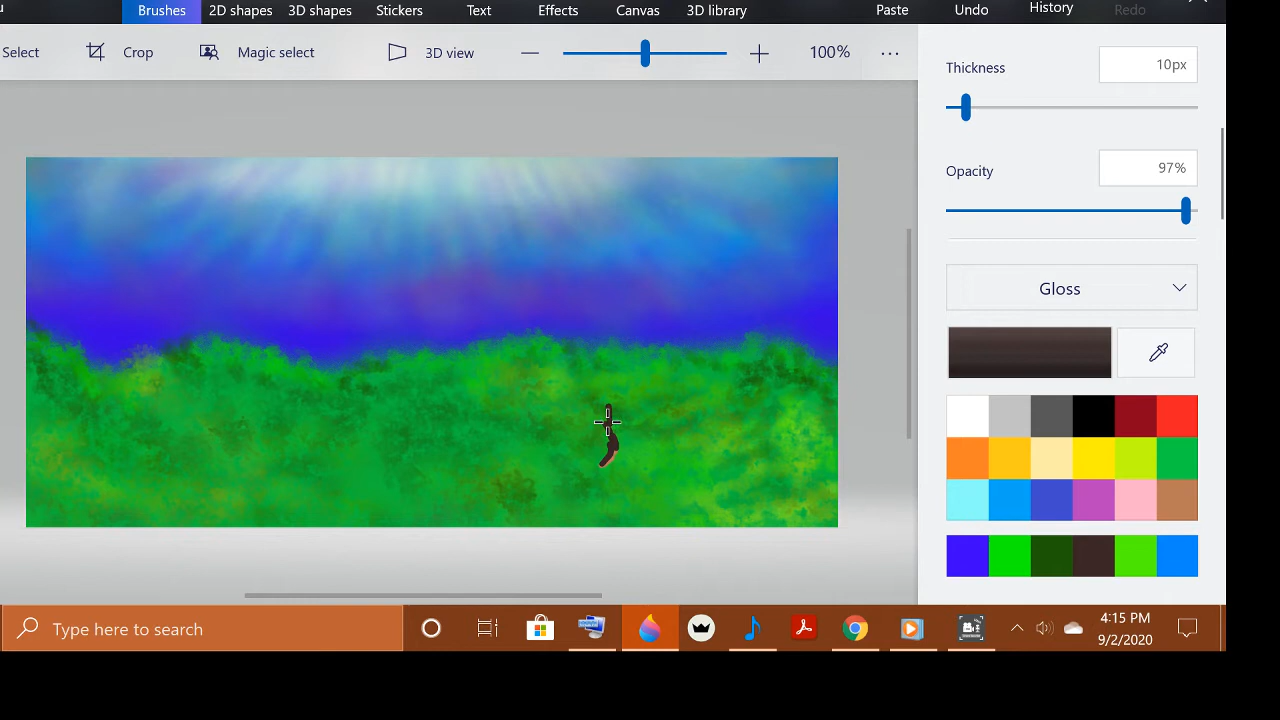 Brushes 2D shapes 3D shapes Stickers Text Effects Canvas 3D library Paste Undo History Redo
Select Crop Magic select 3D view 100%
Thickness 10px
Opacity 97%
Gloss
Type here to search
4:15 PM
9/2/2020